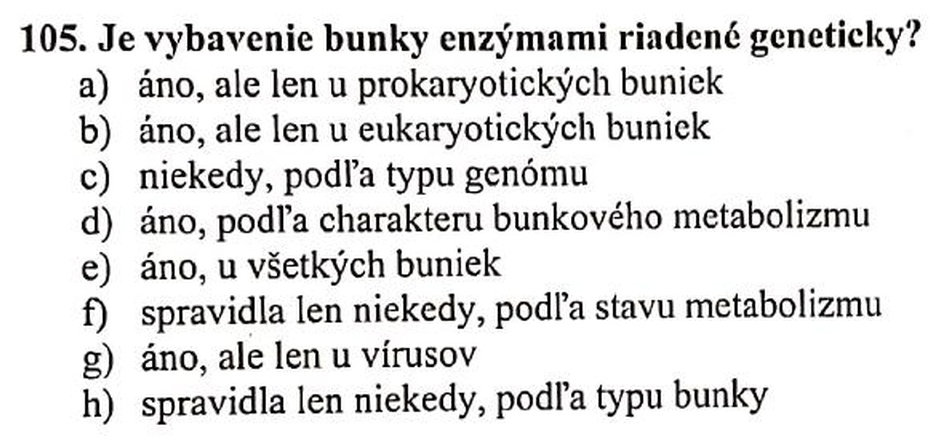 105. Je vybavenie bunky enzýmami riadené geneticky?
a) áno, ale len u prokaryotických buniek
b) áno, ale len u eukaryotických buniek
c) niekedy, podľa typu genómu
d) áno, podľa charakteru bunkového metabolizmu
e) áno, u všetkých buniek
f) spravidla len niekedy, podľa stavu metabolizmu
g) áno, ale len u vírusov
h) spravidla len niekedy, podľa typu bunky